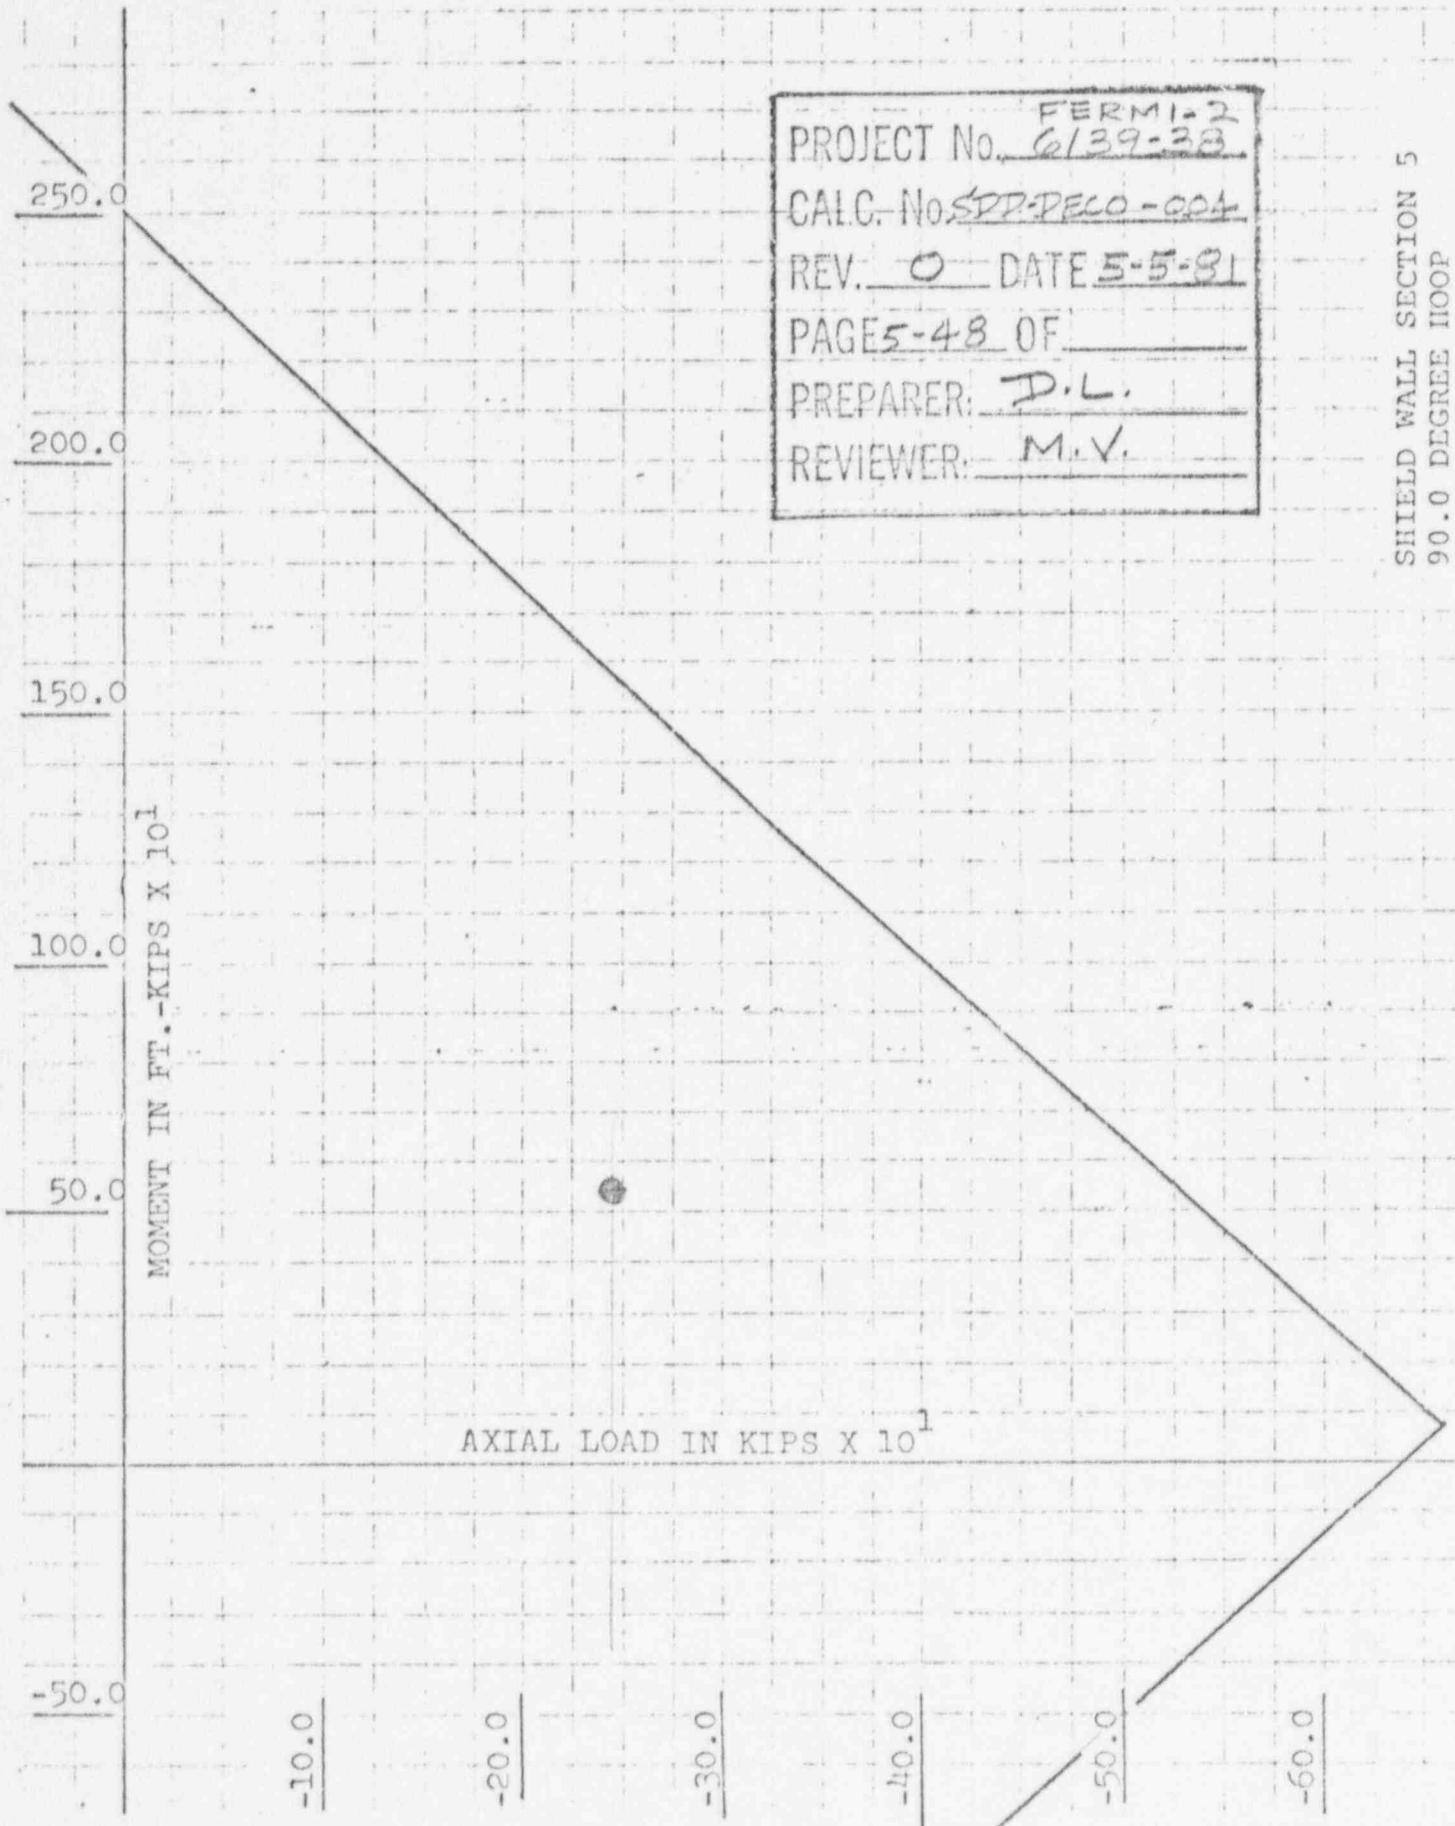 FERMI-2
PROJECT No. 6139-38
CALC. No. SDD-DECO-004
REV. 0 DATE 5-5-81
PAGE 5-48 OF
PREPARER: D.L.
REVIEWER: M.V.
SHIELD WALL SECTION 5
90.0 DEGREE HOOP
250.0
200.0
150.0
100.0
50.0
-50.0
MOMENT IN FT.-KIPS X 10¹
AXIAL LOAD IN KIPS X 10¹
-10.0
-20.0
-30.0
-40.0
-50.0
-60.0